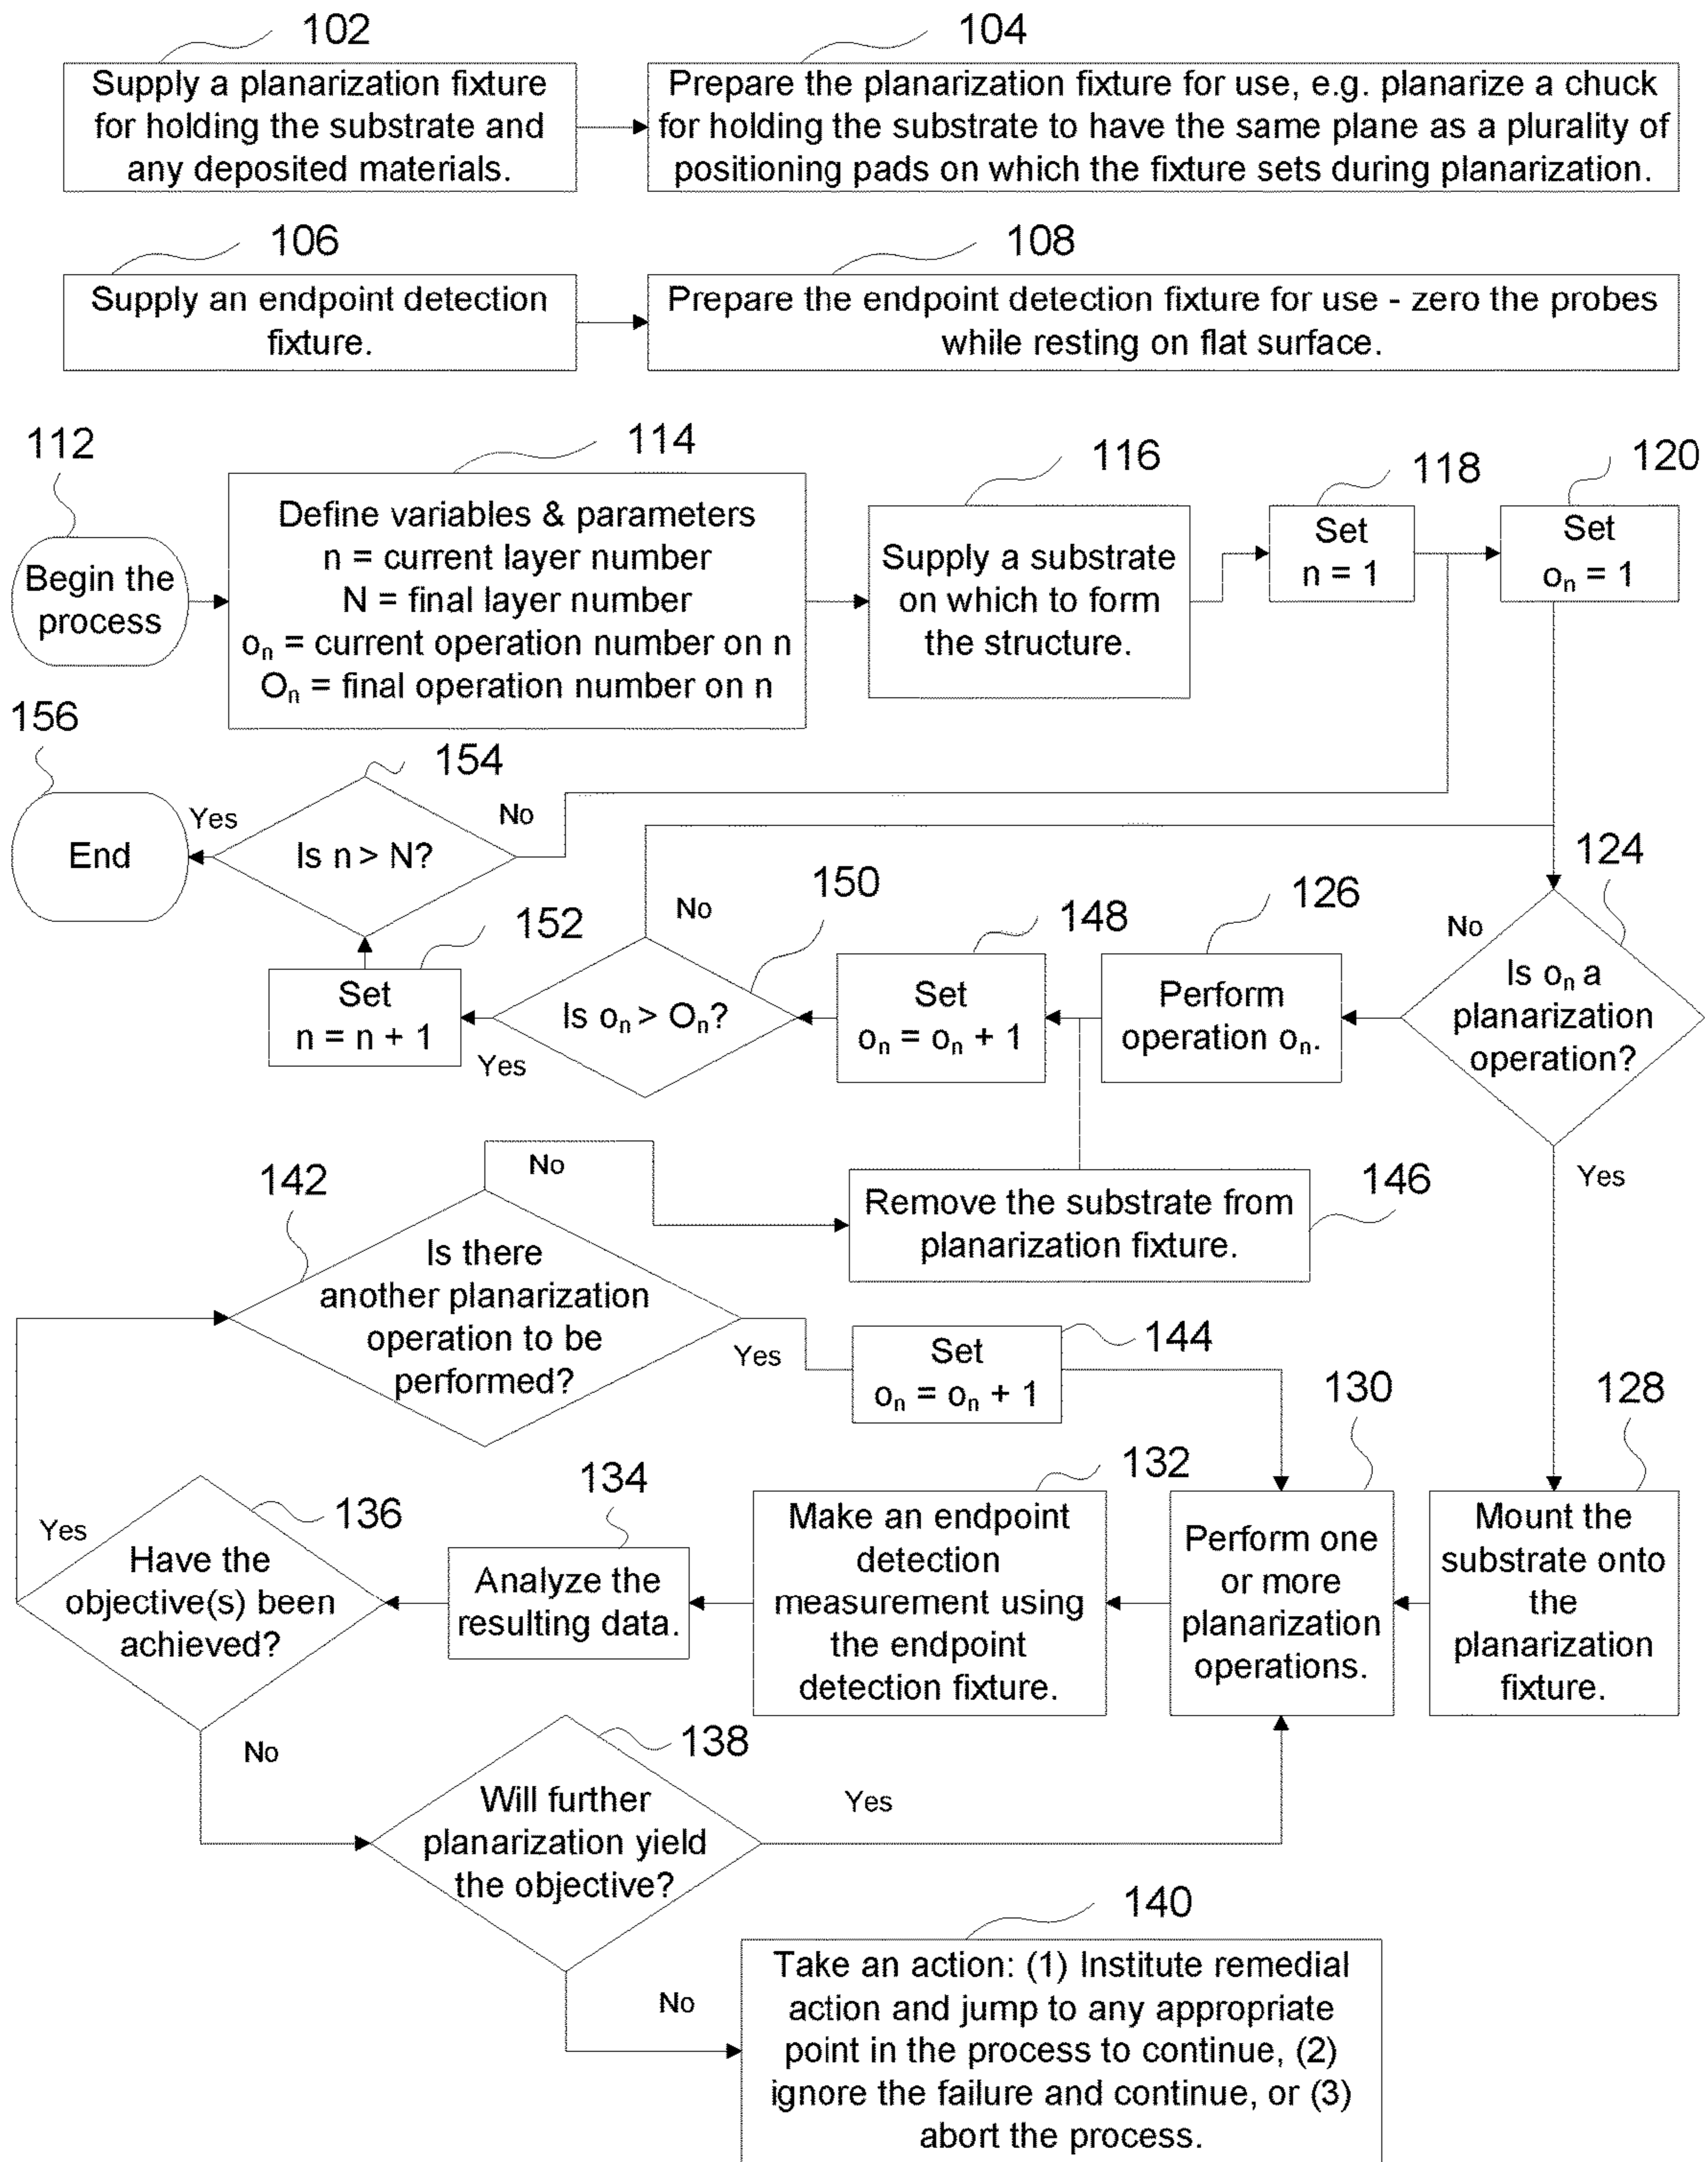 102
Supply a planarization fixture
for holding the substrate and
any deposited materials.
104
Prepare the planarization fixture for use, e.g. planarize a chuck
for holding the substrate to have the same plane as a plurality of
positioning pads on which the fixture sets during planarization.
106
Supply an endpoint detection
fixture.
108
Prepare the endpoint detection fixture for use - zero the probes
while resting on flat surface.
112
Begin the
process
114
Define variables & parameters
n = current layer number
N = final layer number
oₙ = current operation number on n
Oₙ = final operation number on n
116
Supply a substrate
on which to form
the structure.
118
Set
n = 1
120
Set
oₙ = 1
156
End
Yes
154
Is n > N?
No
152
Set
n = n + 1
Yes
150
No
Is oₙ > Oₙ?
148
Set
oₙ = oₙ + 1
126
Perform
operation oₙ.
124
No
Is oₙ a
planarization
operation?
Yes
142
No
Is there
another planarization
operation to be
performed?
Yes
146
Remove the substrate from
planarization fixture.
144
Set
oₙ = oₙ + 1
128
Mount the
substrate onto
the
planarization
fixture.
130
Perform one
or more
planarization
operations.
132
Make an endpoint
detection
measurement using
the endpoint
detection fixture.
134
Analyze the
resulting data.
136
Yes
Have the
objective(s) been
achieved?
No
138
Will further
planarization yield
the objective?
Yes
No
140
Take an action: (1) Institute remedial
action and jump to any appropriate
point in the process to continue, (2)
ignore the failure and continue, or (3)
abort the process.